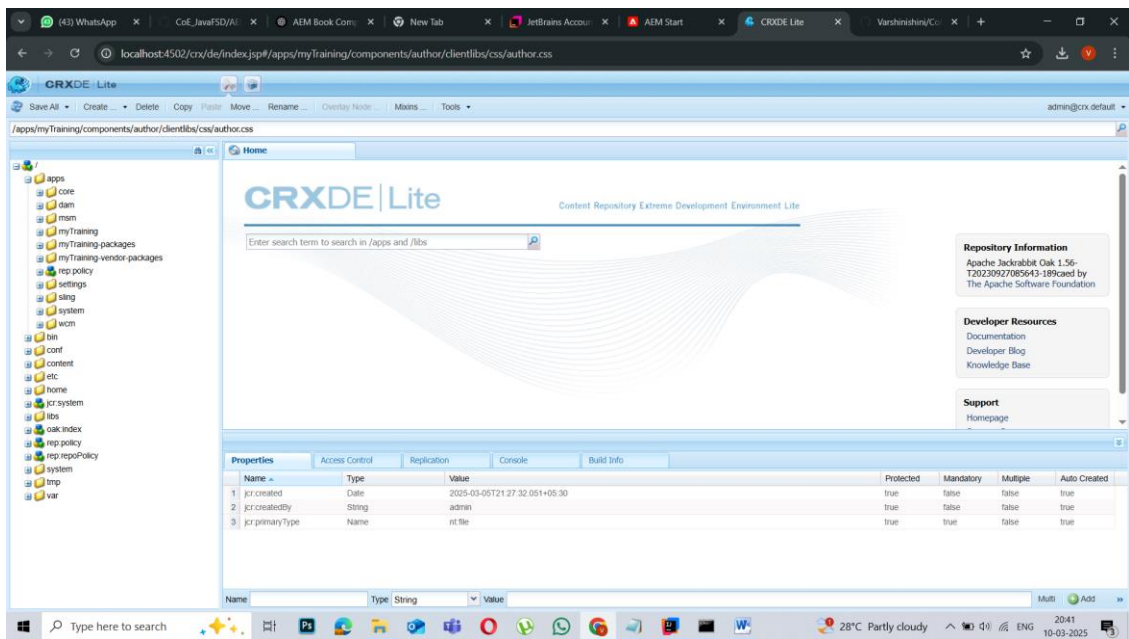 (43) WhatsApp
CoE_JavaFSD/AE
AEM Book Comp
New Tab
JetBrains Accoun
AEM Start
CRXDE Lite
Varshinishini/Co
localhost:4502/crx/de/index.jsp#/apps/myTraining/components/author/clientlibs/css/author.css
V
CRXDE Lite
Save All Create ... Delete Copy Paste Move ... Rename... Overlay Node ... Mixins ... Tools
admin@crx.default
/apps/myTraining/components/author/clientlibs/css/author.css
Home
/
apps
core
dam
msm
myTraining
myTraining-packages
myTraining-vendor-packages
rep:policy
settings
sling
system
wcm
bin
conf
content
etc
home
jcr:system
libs
oak:index
rep:policy
rep:repoPolicy
system
tmp
var
CRXDE | Lite
Content Repository Extreme Development Environment Lite
Enter search term to search in /apps and /libs
Repository Information
Apache Jackrabbit Oak 1.56-
T20230927085643-189caed by
The Apache Software Foundation
Developer Resources
Documentation
Developer Blog
Knowledge Base
Support
Homepage
Properties Access Control Replication Console Build Info
Name Type Value Protected Mandatory Multiple Auto Created
1 jcr:created Date 2025-03-05T21:27:32.051+05:30 true false false true
2 jcr:createdBy String admin true false false true
3 jcr:primaryType Name nt:file true true false true
Name Type String Value Multi Add
Type here to search
Ps
W
28°C Partly cloudy
ENG
20:41
10-03-2025
3